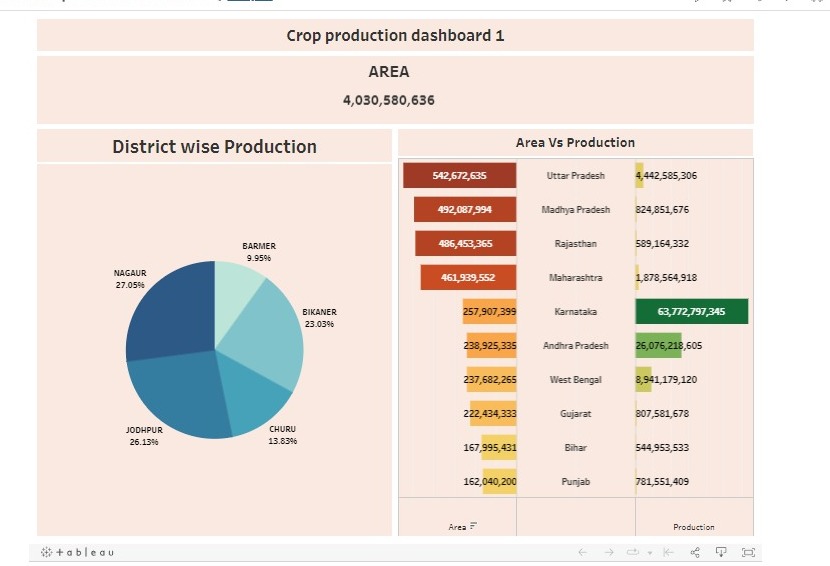 Crop production dashboard 1
AREA
4,030,580,636
District wise Production
BARMER
9.95%
NAGAUR
27.05%
BIKANER
23.03%
JODHPUR
26.13%
CHURU
13.83%
Area Vs Production
542,672,635 Uttar Pradesh 4,442,585,306
492,087,994 Madhya Pradesh 824,851,676
486,453,365 Rajasthan 589,164,332
461,939,552 Maharashtra 1,878,564,918
257,907,399 Karnataka 63,772,797,345
238,925,335 Andhra Pradesh 26,076,218,605
237,682,265 West Bengal 8,941,179,120
222,434,333 Gujarat 807,581,678
167,995,431 Bihar 544,953,533
162,040,200 Punjab 781,551,409
Area Production
+ableau